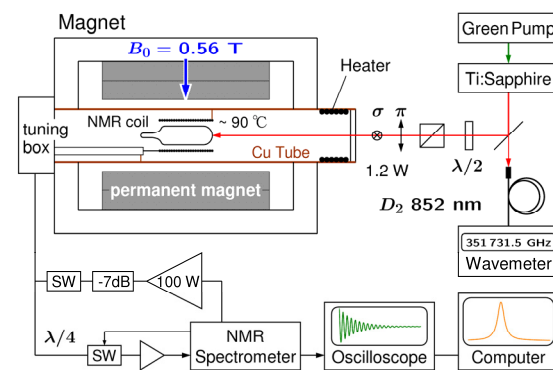 Magnet
B₀ = 0.56 T
Green Pump
Ti:Sapphire
Heater
NMR coil
~ 90 ℃
σ π
tuning
box
Cu Tube
1.2 W
λ/2
permanent magnet
D₂ 852 nm
351 731.5 GHz
Wavemeter
SW
-7dB
100 W
λ/4
SW
NMR
Spectrometer
Oscilloscope
Computer